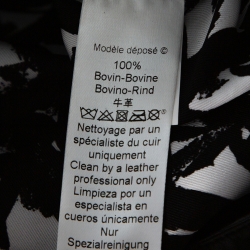 Modèle déposé ©
100%
Bovin-Bovine
Bovino-Rind
牛革
Nettoyage par un
spécialiste du cuir
uniquement
Clean by a leather
professional only
Limpieza por un
especialista en
cueros únicamente
Nur
Spezialreinigung